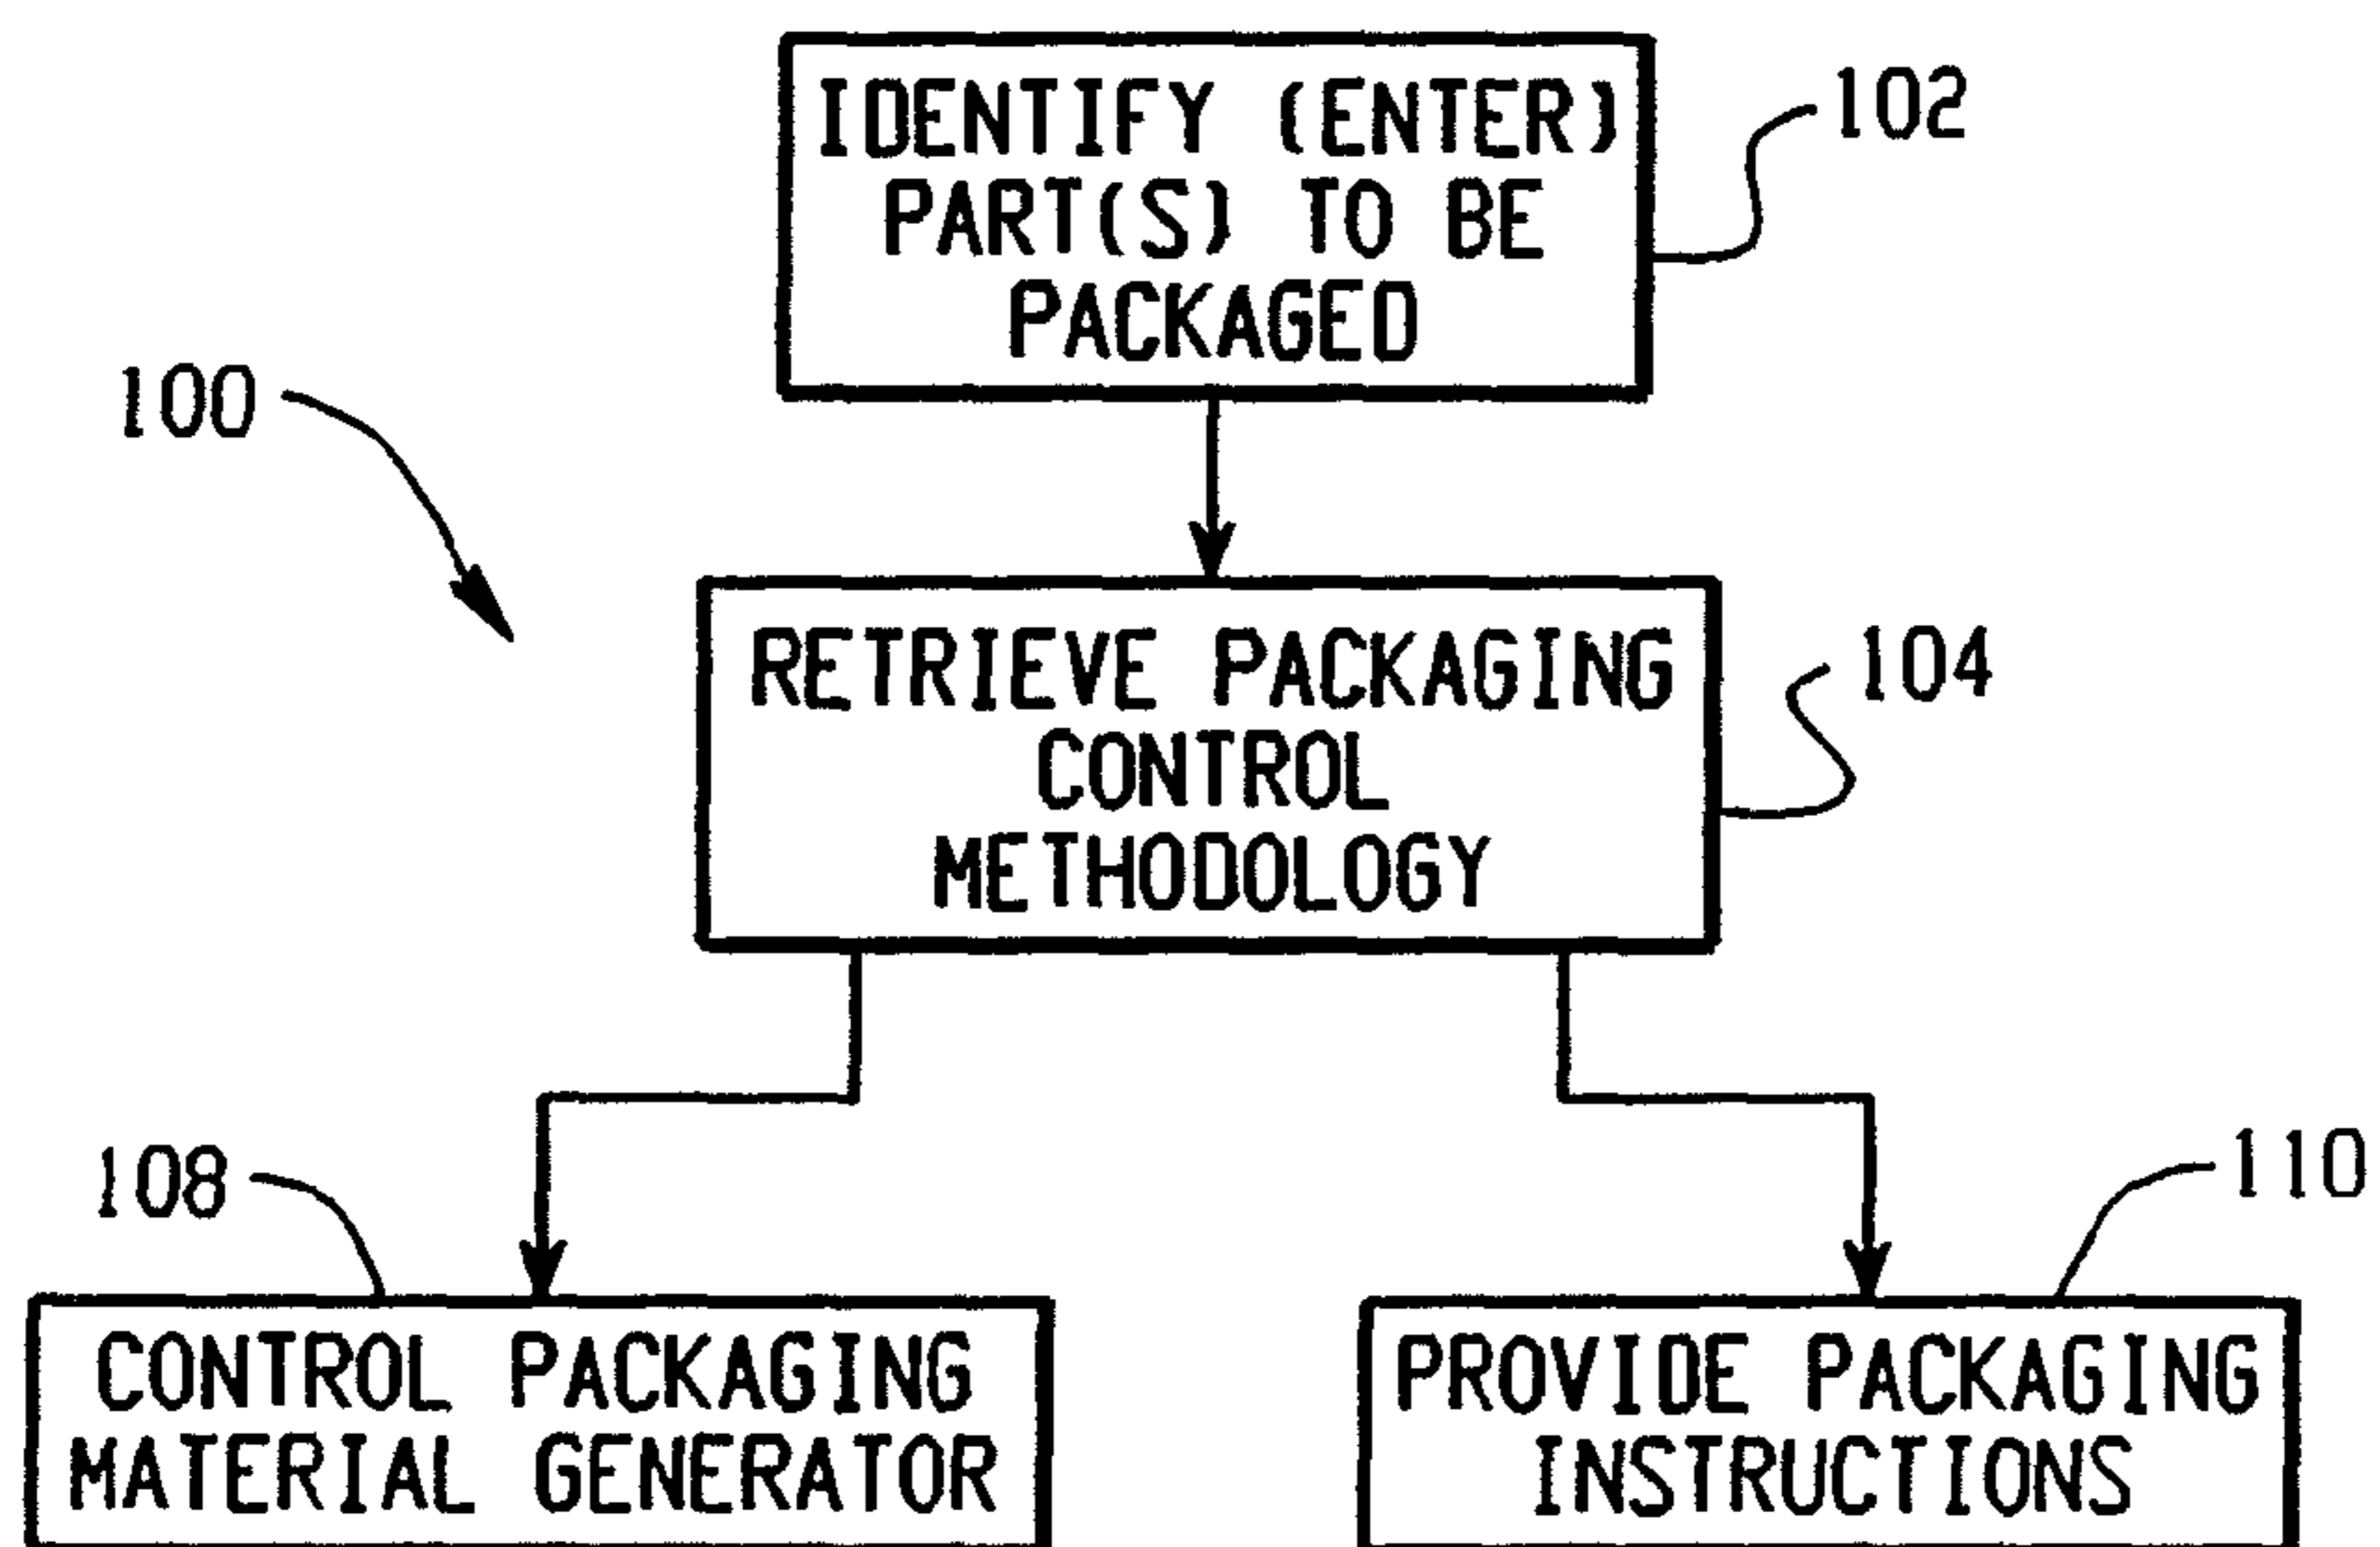 IDENTIFY (ENTER)
PART(S) TO BE
PACKAGED
102
100
RETRIEVE PACKAGING
CONTROL
METHODOLOGY
104
108
110
CONTROL PACKAGING
MATERIAL GENERATOR
PROVIDE PACKAGING
INSTRUCTIONS